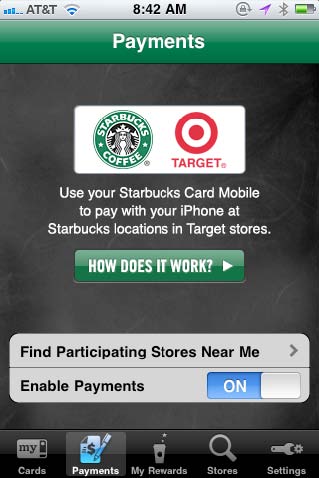 AT&T 8:42 AM
Payments
STARBUCKS COFFEE ®
TARGET®
Use your Starbucks Card Mobile
to pay with your iPhone at
Starbucks locations in Target stores.
HOW DOES IT WORK?
Find Participating Stores Near Me
Enable Payments ON
my
Cards Payments My Rewards Stores Settings